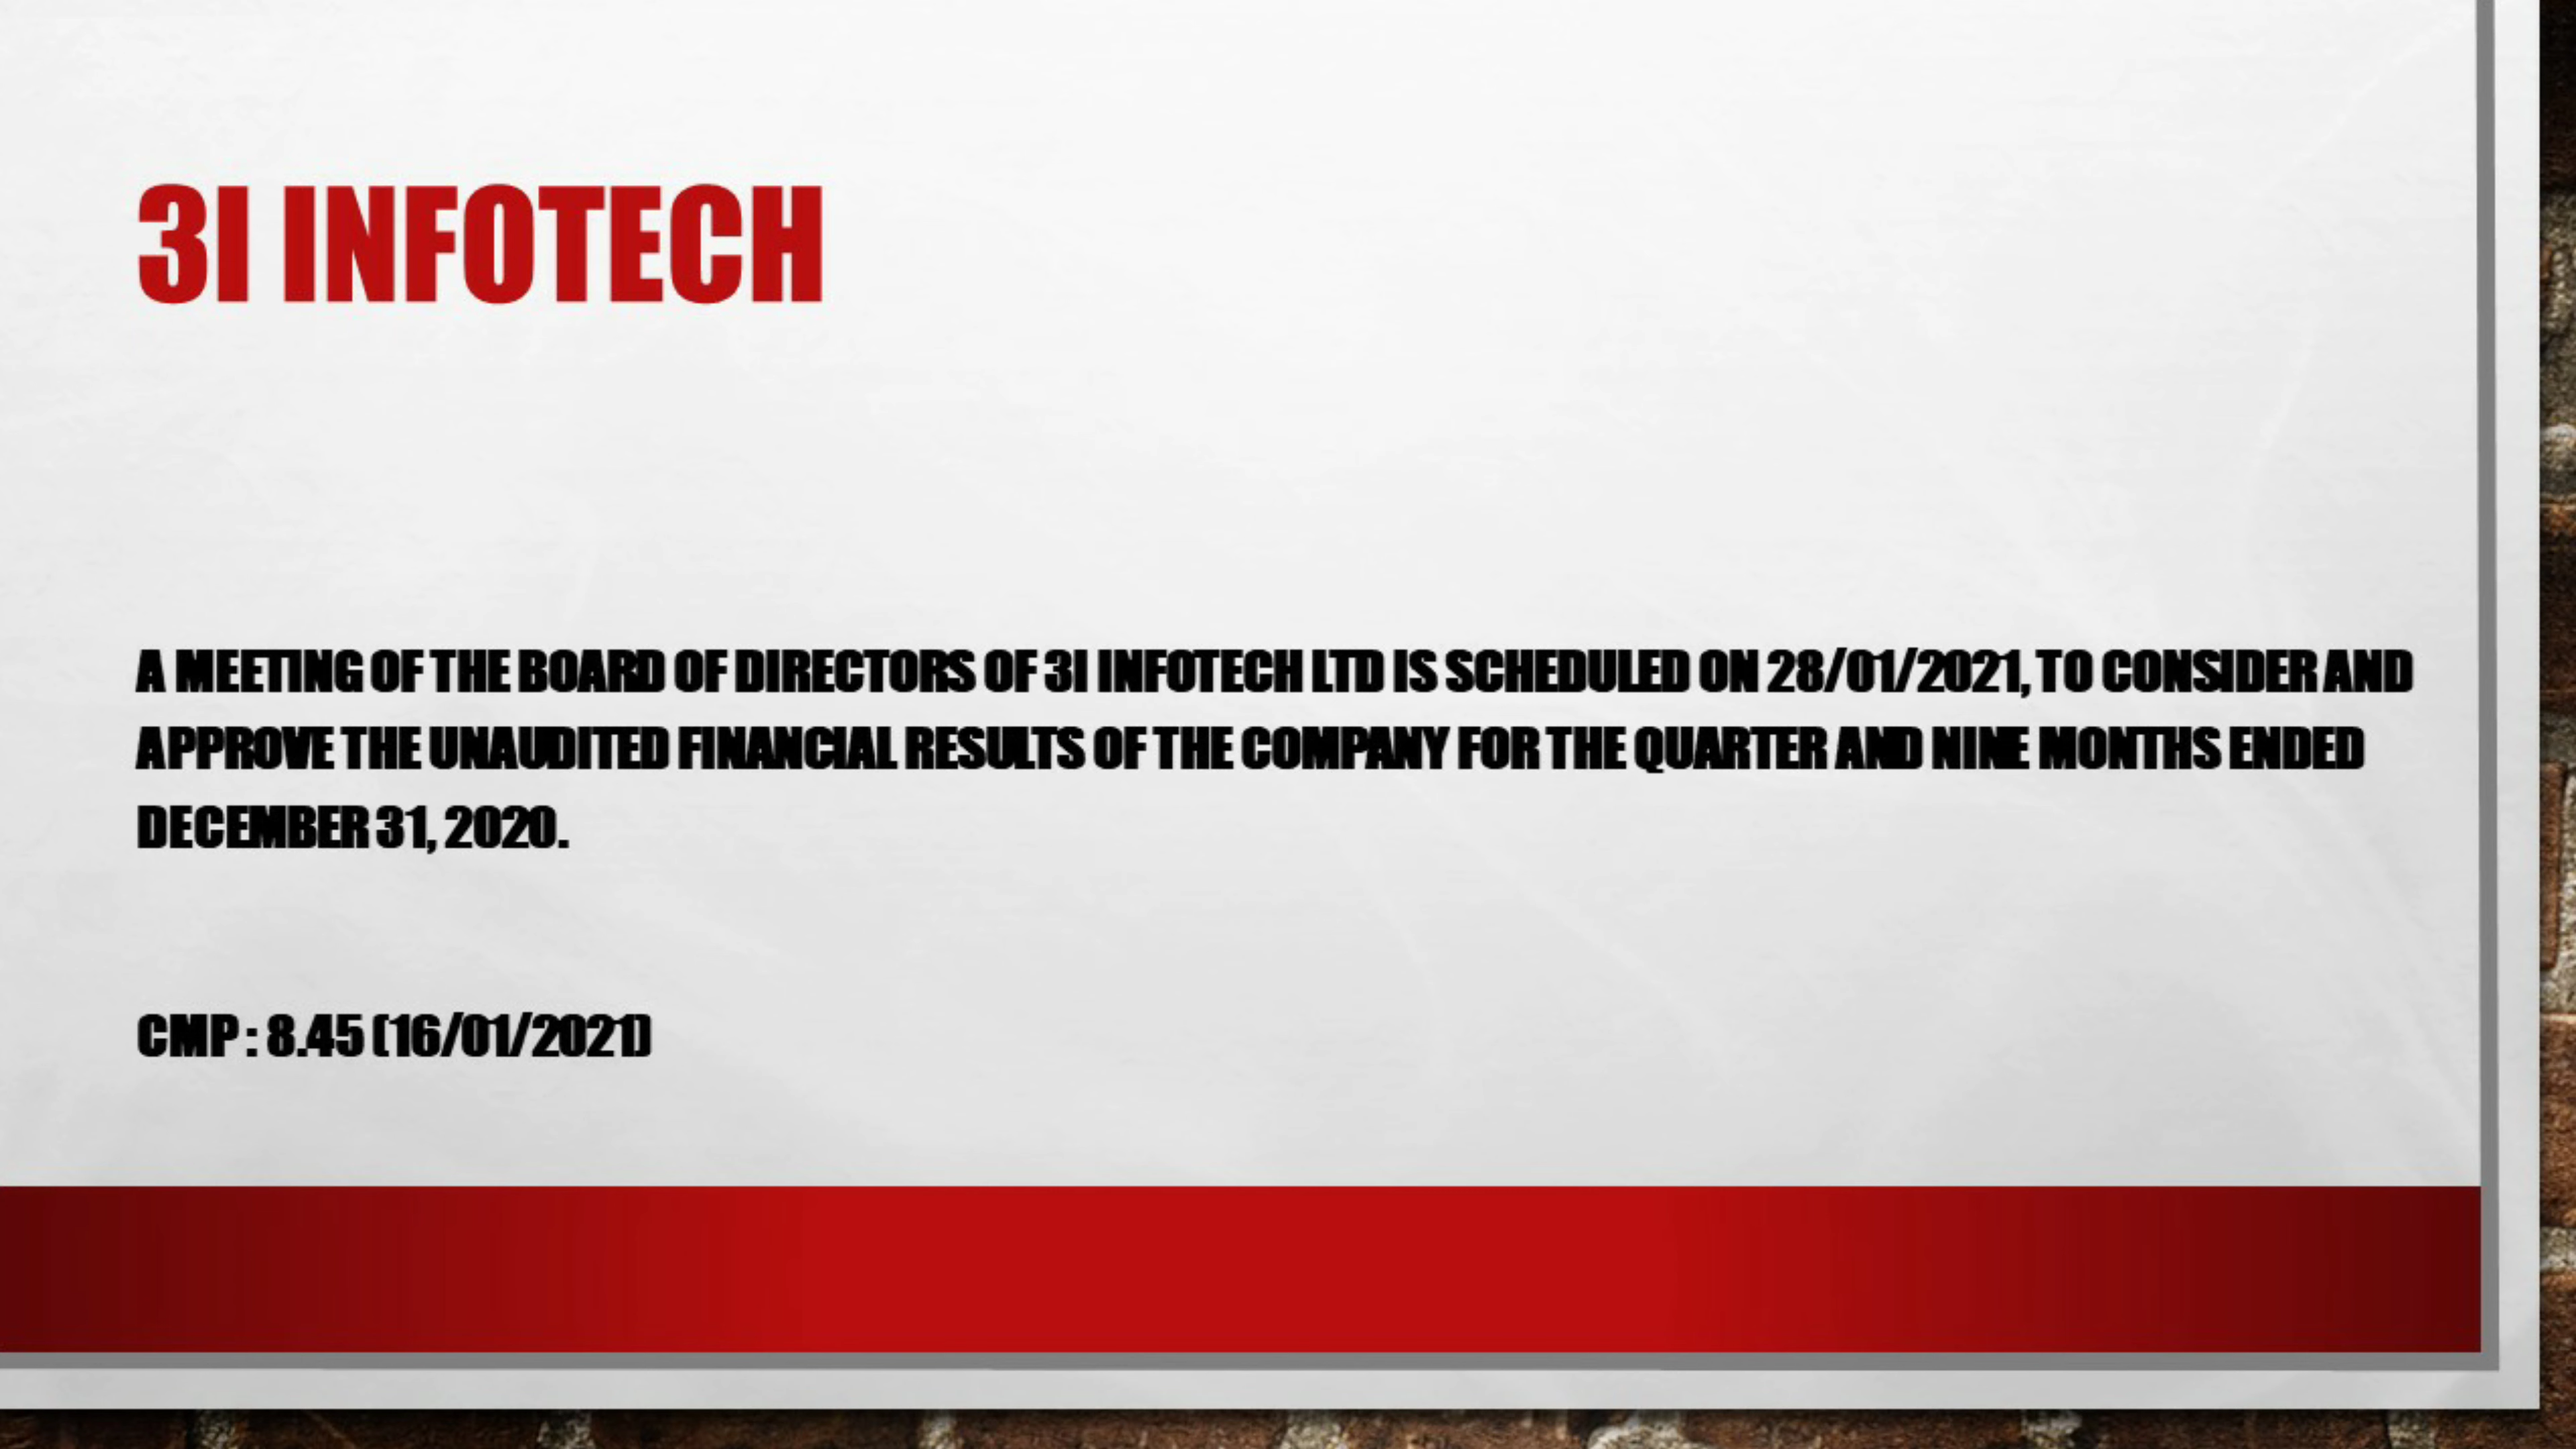 3I INFOTECH
A MEETING OF THE BOARD OF DIRECTORS OF 3I INFOTECH LTD IS SCHEDULED ON 28/01/2021, TO CONSIDER AND
APPROVE THE UNAUDITED FINANCIAL RESULTS OF THE COMPANY FOR THE QUARTER AND NINE MONTHS ENDED
DECEMBER 31, 2020.
CMP : 8.45 (16/01/2021)